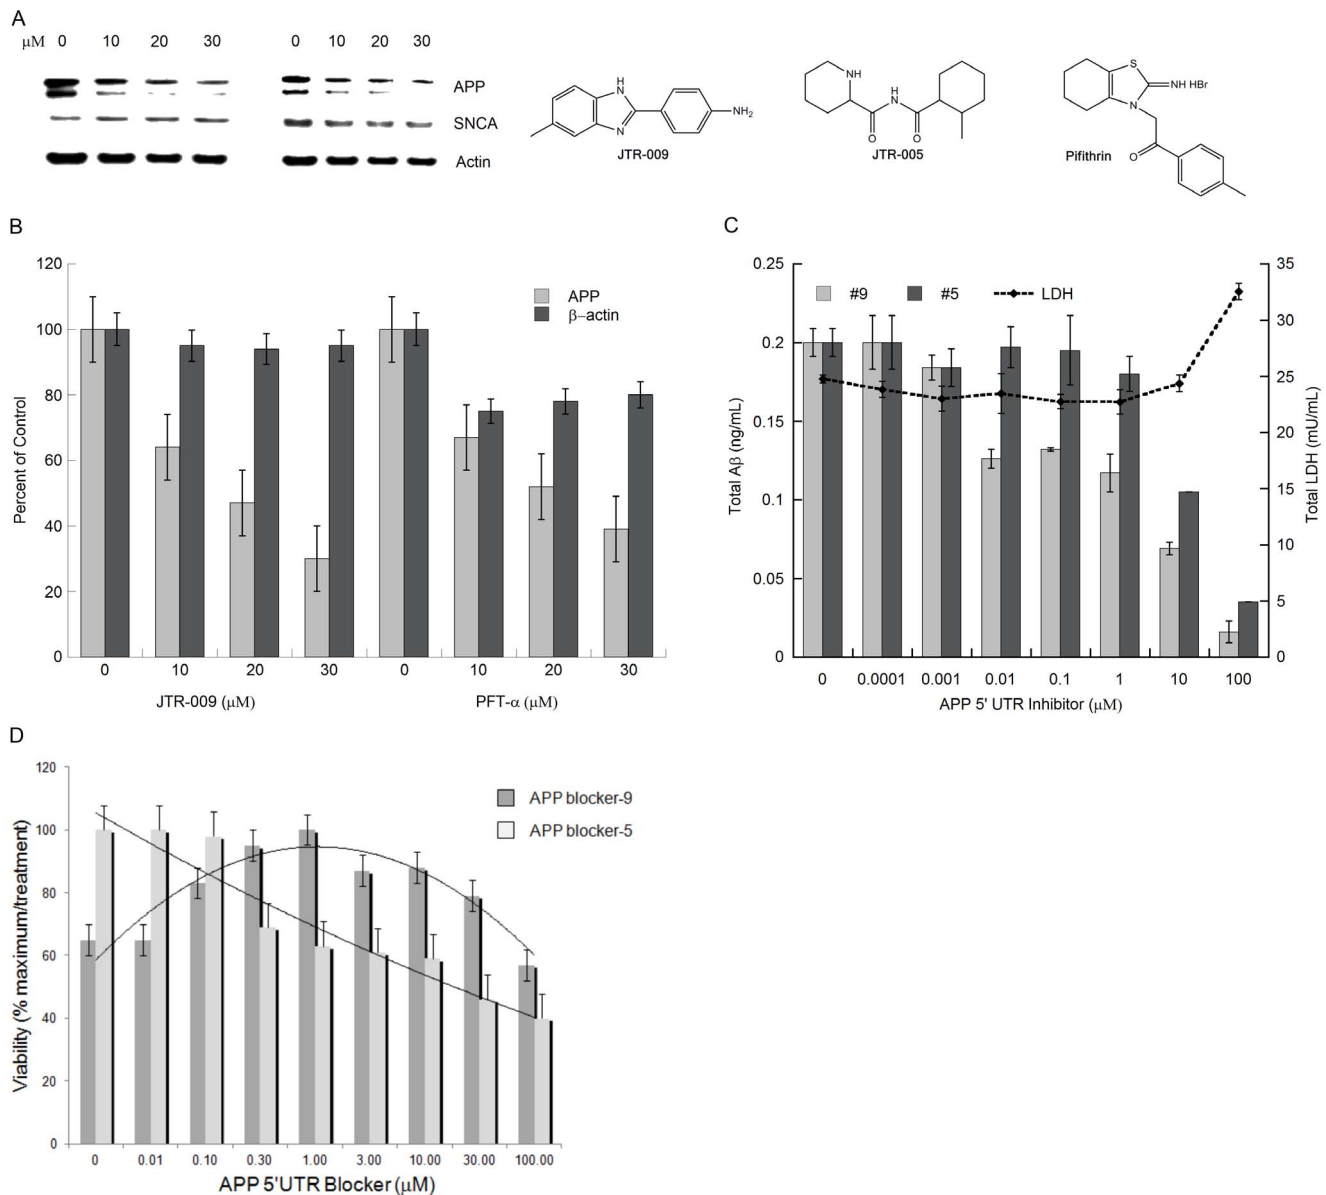 A
μM 0 10 20 30 0 10 20 30
APP
SNCA
Actin
H
N
N
NH₂
JTR-009
NH
H
N
O
O
JTR-005
S
NH HBr
N
O
Pifithrin
B
120
100
80
60
40
20
0
Percent of Control
APP
β–actin
0 10 20 30 0 10 20 30
JTR-009 (μM) PFT-α (μM)
C
0.25
0.2
0.15
0.1
0.05
0
Total Aβ (ng/mL)
#9 #5 LDH
35
30
25
20
15
10
5
0
Total LDH (mU/mL)
0 0.0001 0.001 0.01 0.1 1 10 100
APP 5' UTR Inhibitor (μM)
D
120
100
80
60
40
20
0
Viability (% maximum/treatment)
APP blocker-9
APP blocker-5
0 0.01 0.10 0.30 1.00 3.00 10.00 30.00 100.00
APP 5'UTR Blocker (μM)